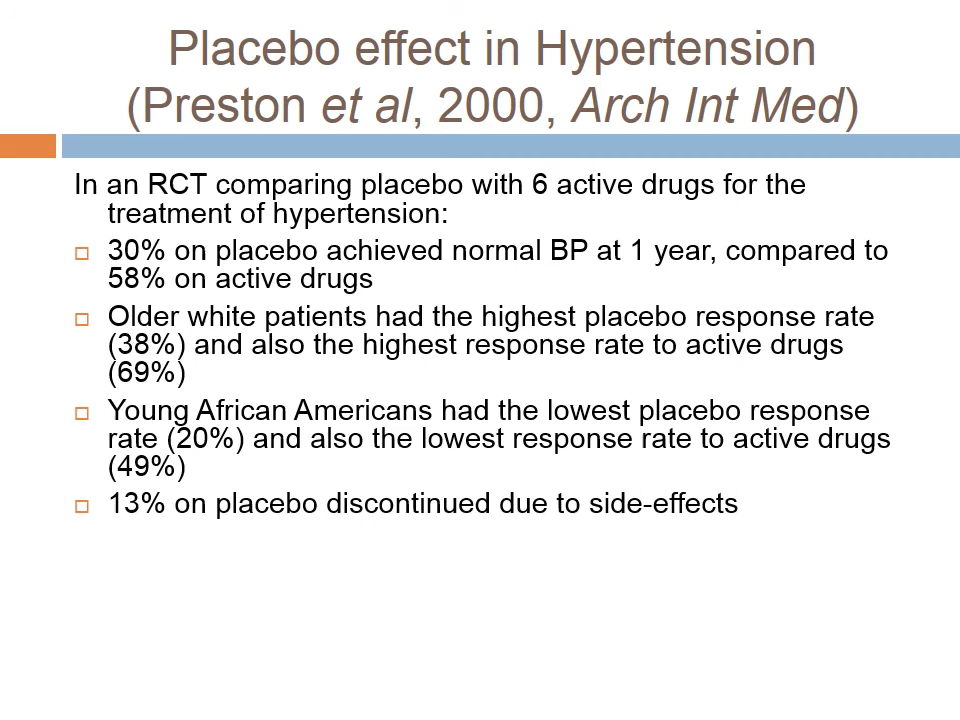 Placebo effect in Hypertension
(Preston et al, 2000, Arch Int Med)
In an RCT comparing placebo with 6 active drugs for the
treatment of hypertension:
30% on placebo achieved normal BP at 1 year, compared to
58% on active drugs
Older white patients had the highest placebo response rate
(38%) and also the highest response rate to active drugs
(69%)
Young African Americans had the lowest placebo response
rate (20%) and also the lowest response rate to active drugs
(49%)
13% on placebo discontinued due to side-effects